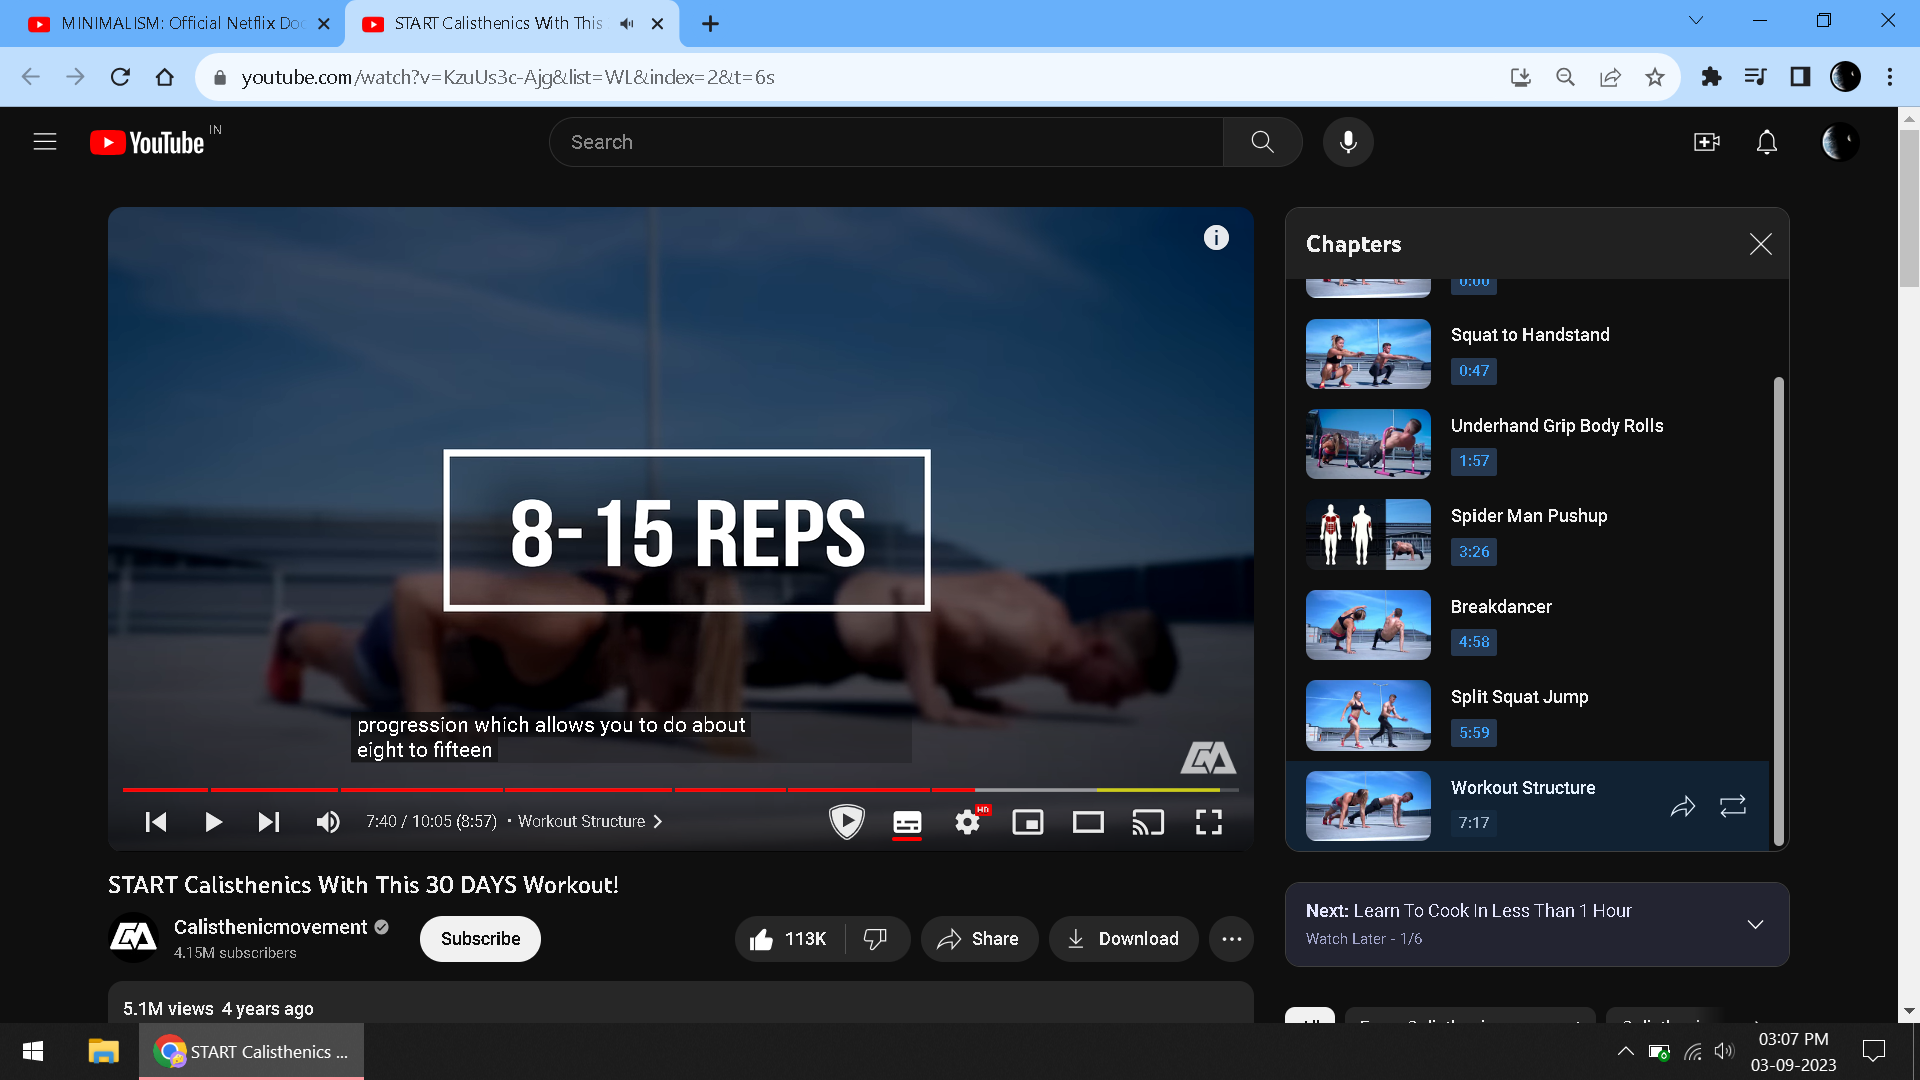 MINIMALISM: Official Netflix Doc
START Calisthenics With This
youtube.com/watch?v=KzuUs3c-Ajg&list=WL&index=2&t=6s
YouTube IN
Search
8-15 REPS
progression which allows you to do about
eight to fifteen
7:40 / 10:05 (8:57) • Workout Structure
HD
START Calisthenics With This 30 DAYS Workout!
Calisthenicmovement
4.15M subscribers
Subscribe
113K
Share
Download
5.1M views 4 years ago
Chapters
0:00
Squat to Handstand
0:47
Underhand Grip Body Rolls
1:57
Spider Man Pushup
3:26
Breakdancer
4:58
Split Squat Jump
5:59
Workout Structure
7:17
Next: Learn To Cook In Less Than 1 Hour
Watch Later - 1/6
START Calisthenics ...
03:07 PM
03-09-2023